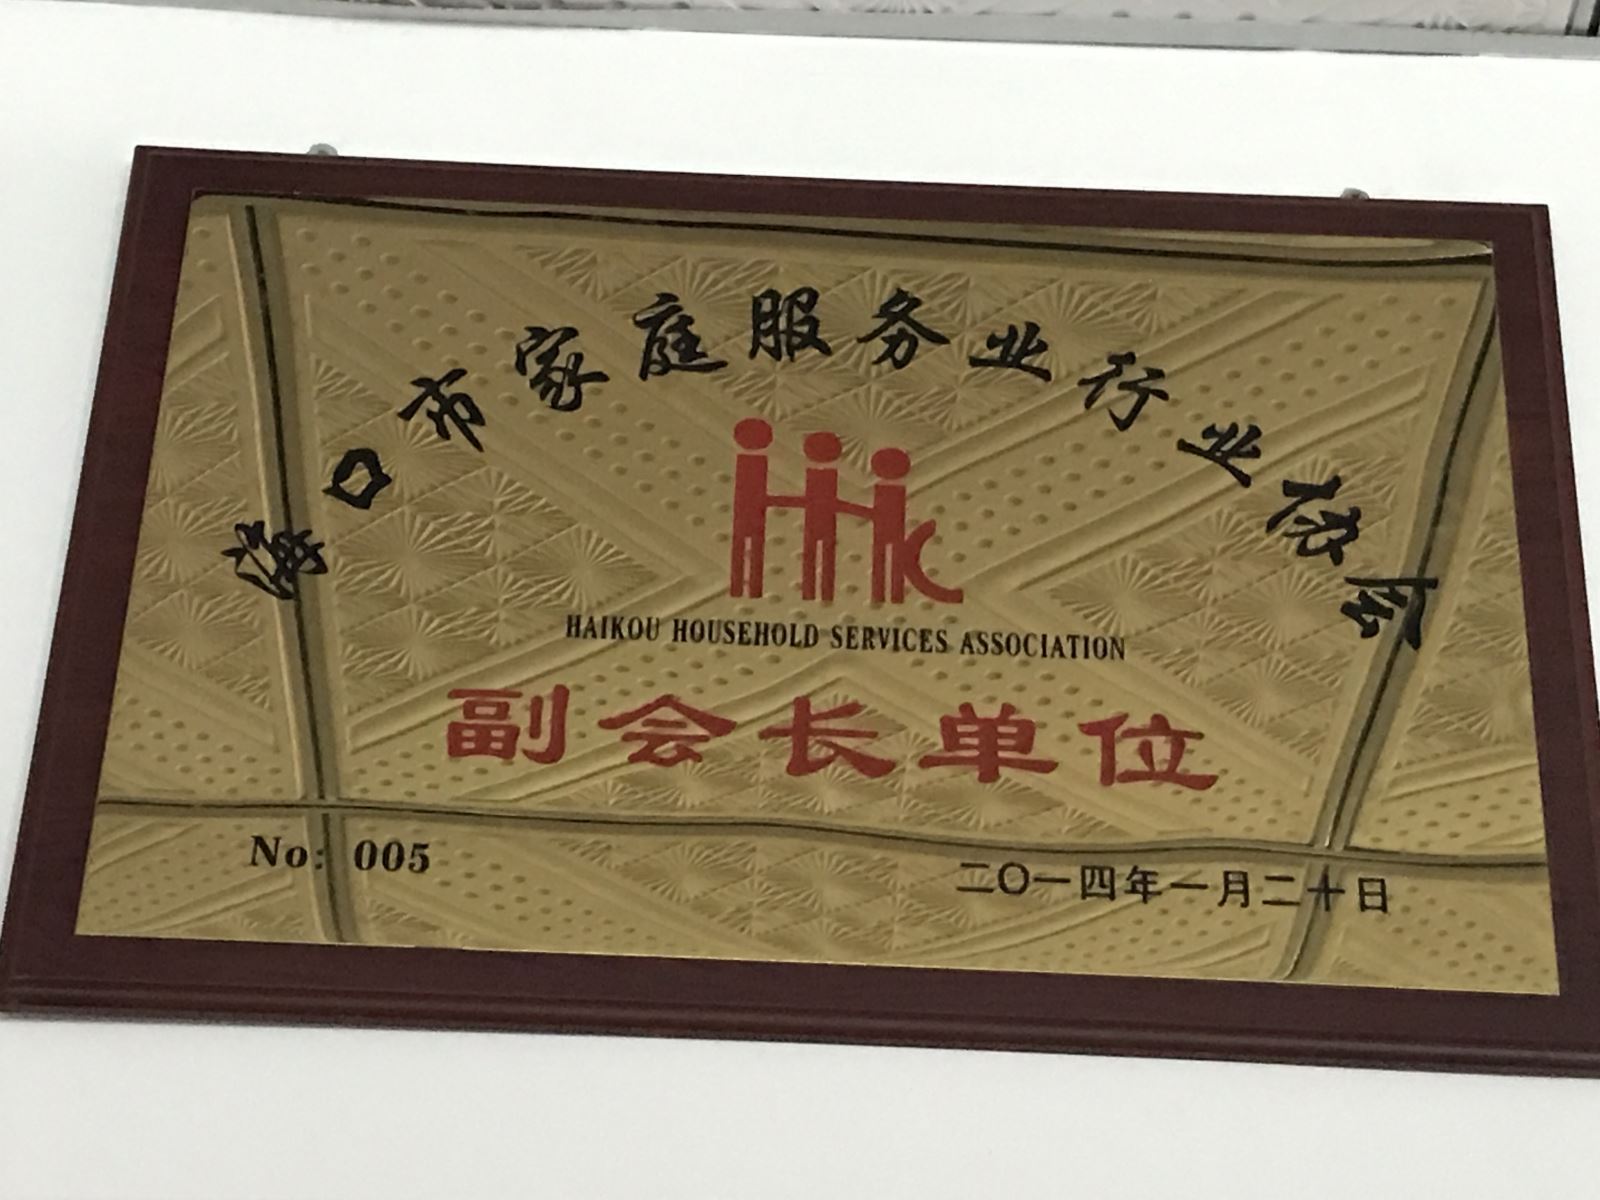 海口市家庭服务业行业协会
HHK
HAIKOU HOUSEHOLD SERVICES ASSOCIATION
副会长单位
No: 005
二〇一四年一月二十日